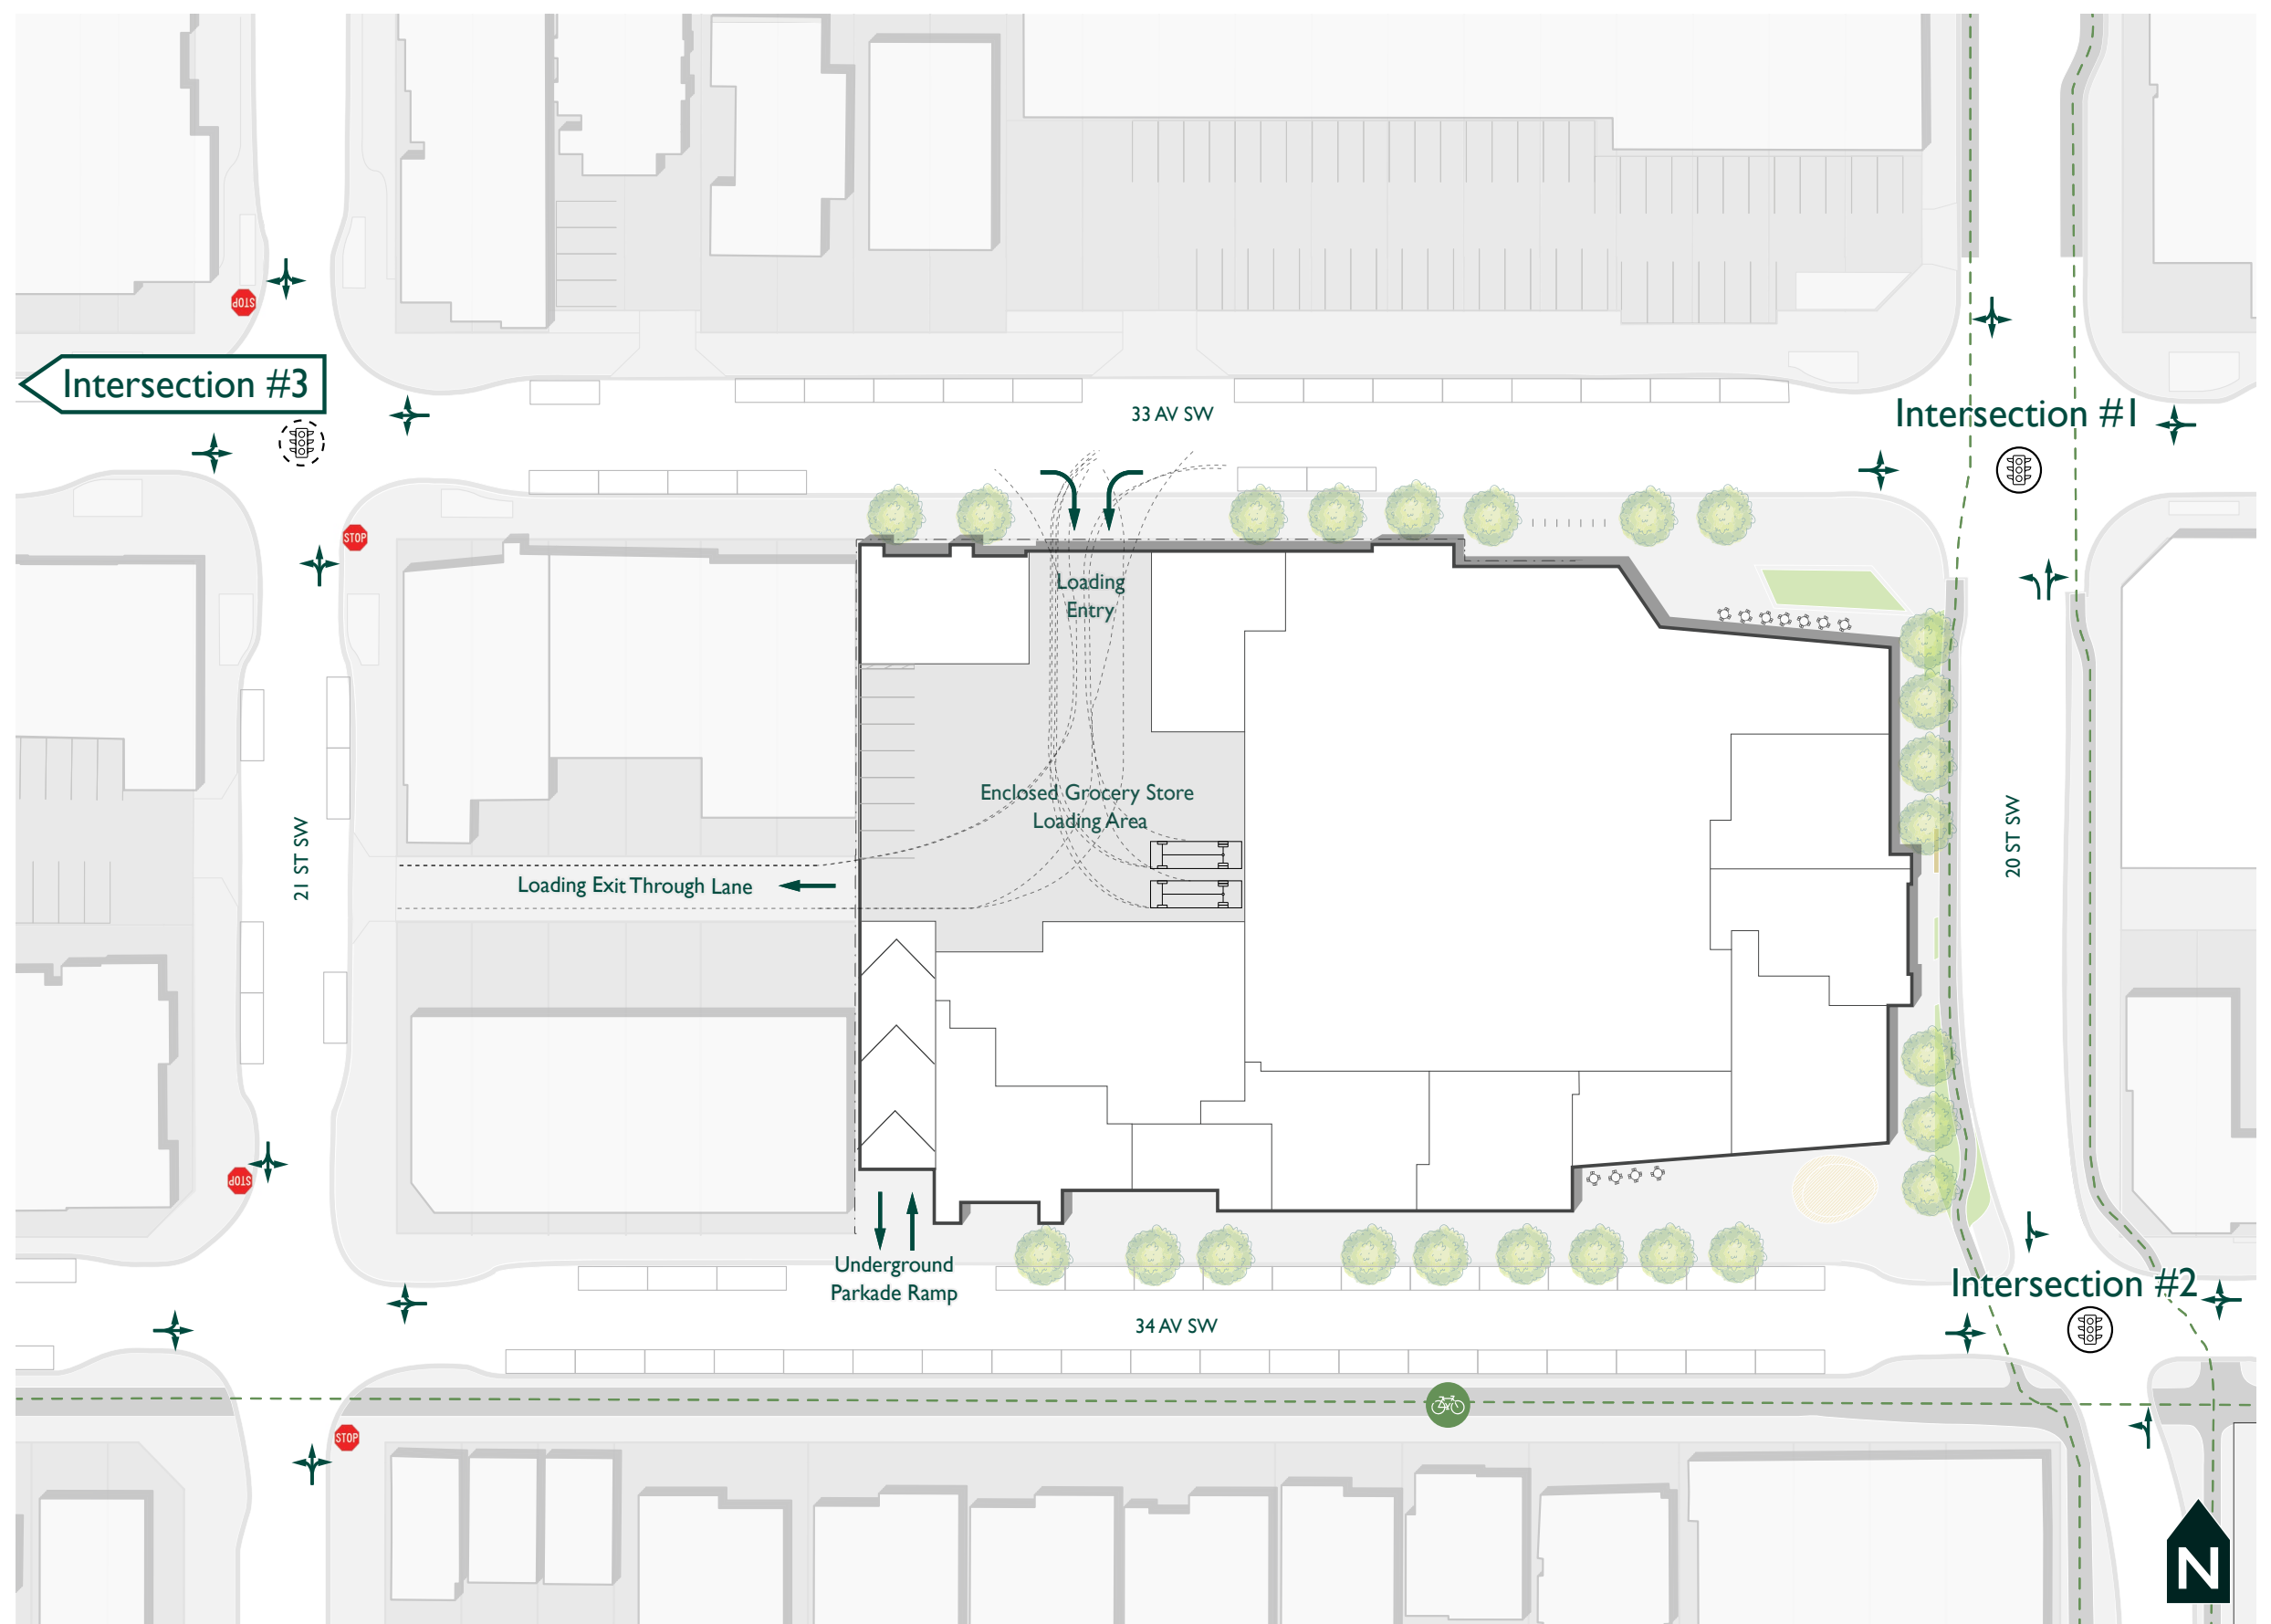 STOP
Intersection #3
33 AV SW
Intersection #1
STOP
Loading
Entry
Enclosed Grocery Store
Loading Area
21 ST SW
20 ST SW
Loading Exit Through Lane
STOP
Underground
Parkade Ramp
Intersection #2
34 AV SW
STOP
N